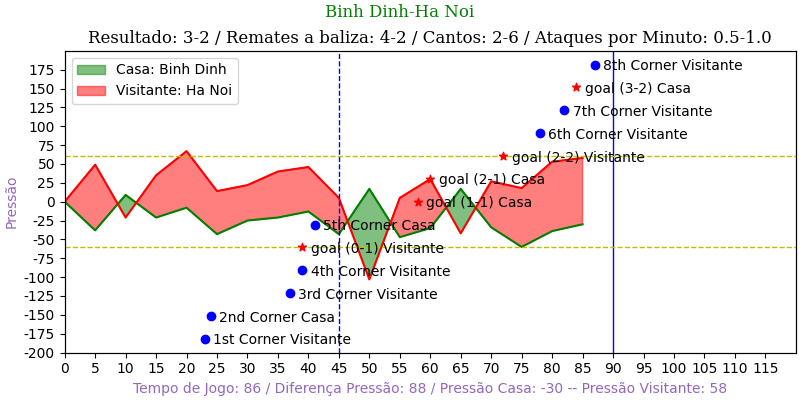 Binh Dinh-Ha Noi
Resultado: 3-2 / Remates a baliza: 4-2 / Cantos: 2-6 / Ataques por Minuto: 0.5-1.0
Casa: Binh Dinh
Visitante: Ha Noi
8th Corner Visitante
goal (3-2) Casa
7th Corner Visitante
6th Corner Visitante
goal (2-2) Visitante
goal (2-1) Casa
goal (1-1) Casa
5th Corner Casa
goal (0-1) Visitante
4th Corner Visitante
3rd Corner Visitante
2nd Corner Casa
1st Corner Visitante
Pressão
175
150
125
100
75
50
25
0
-25
-50
-75
-100
-125
-150
-175
-200
0 5 10 15 20 25 30 35 40 45 50 55 60 65 70 75 80 85 90 95 100 105 110 115
Tempo de Jogo: 86 / Diferença Pressão: 88 / Pressão Casa: -30 -- Pressão Visitante: 58